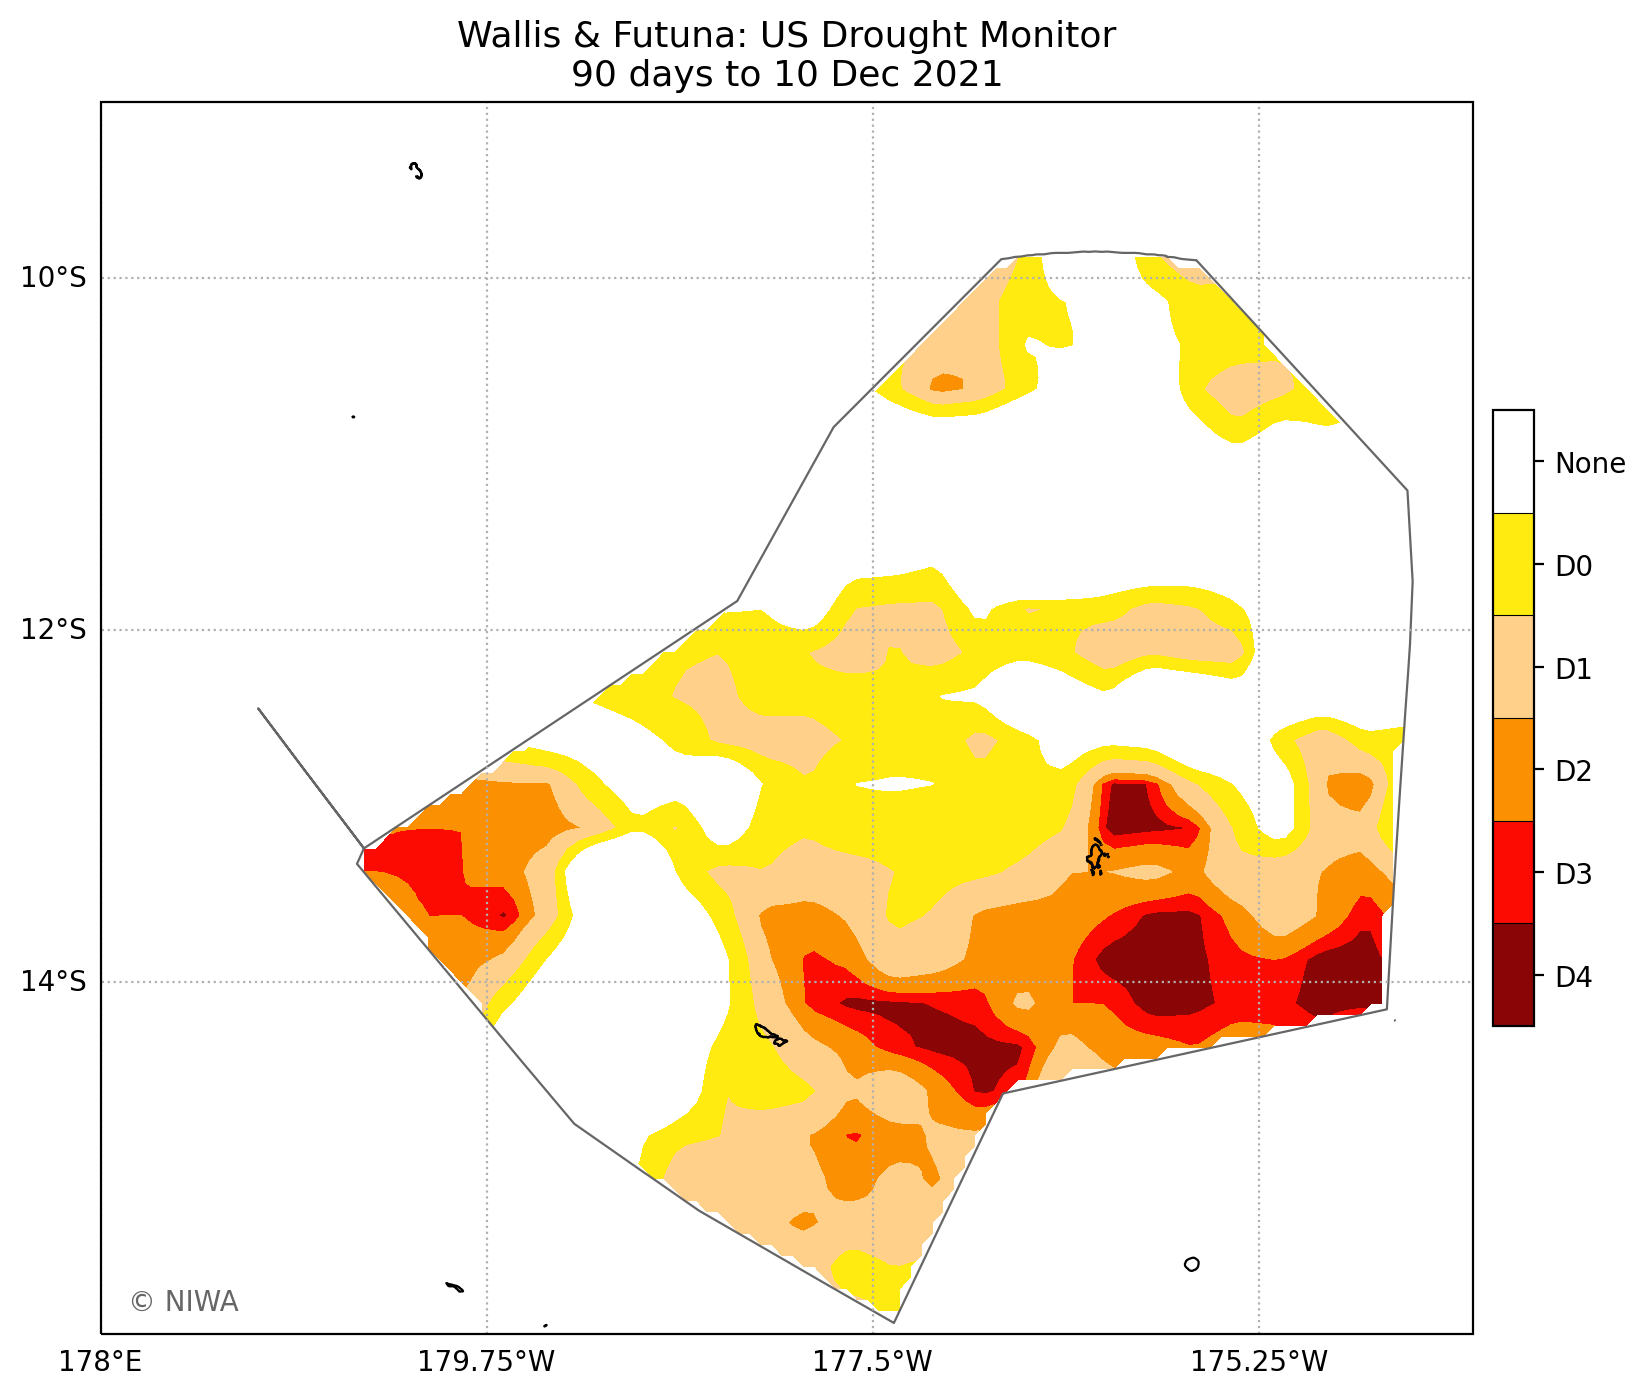 Wallis & Futuna: US Drought Monitor
90 days to 10 Dec 2021
10°S
12°S
14°S
None
D0
D1
D2
D3
D4
© NIWA
178°E
179.75°W
177.5°W
175.25°W